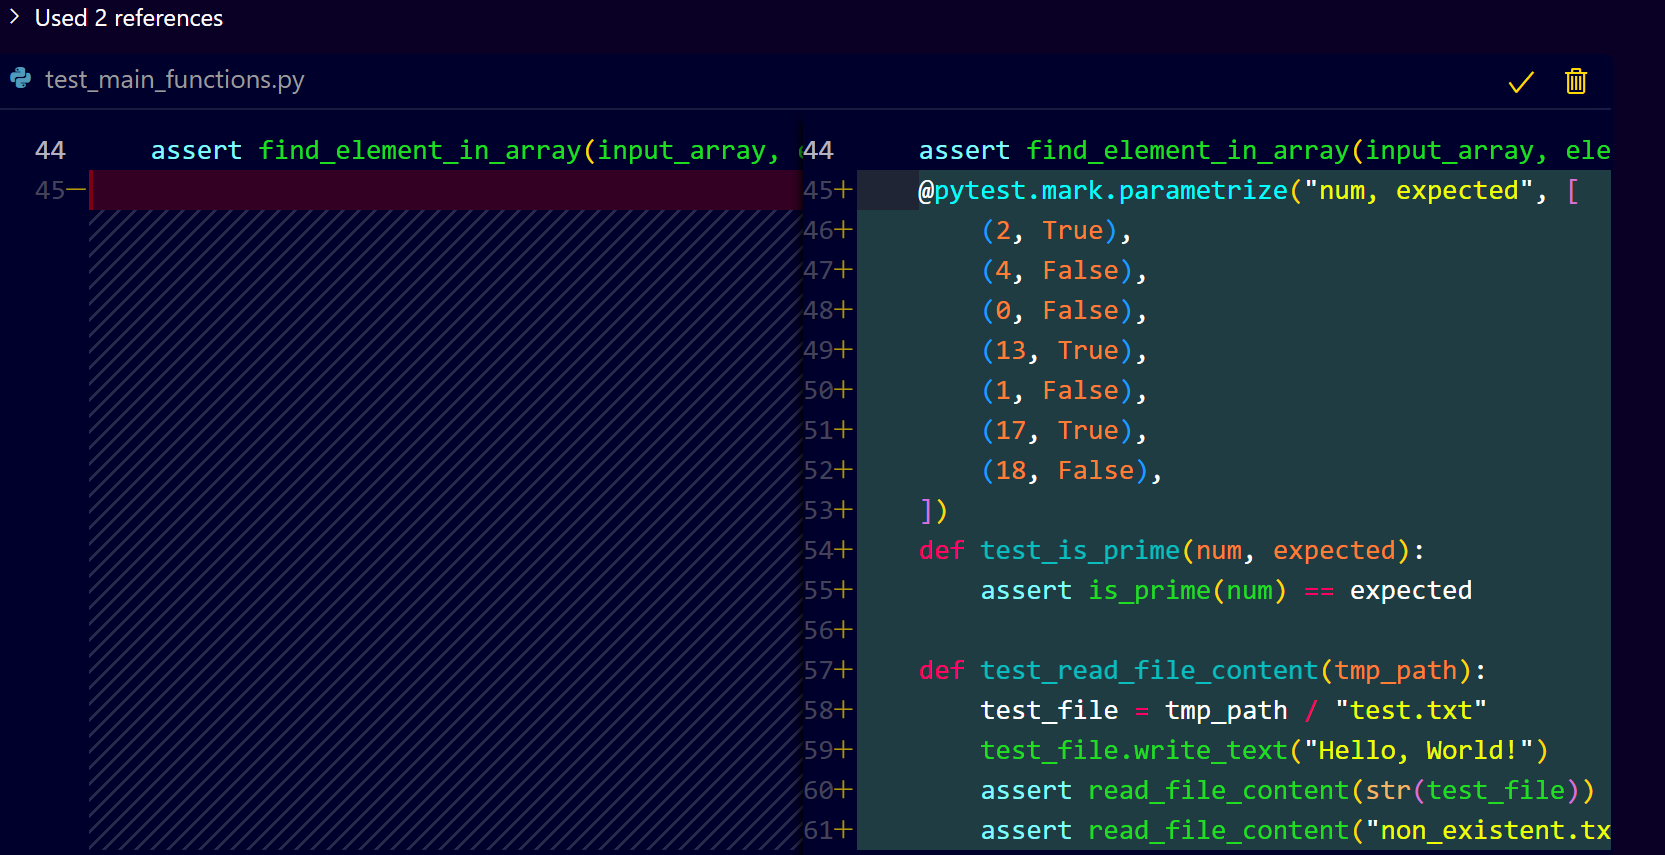 Used 2 references
test_main_functions.py
44 assert find_element_in_array(input_array, 44 assert find_element_in_array(input_array, ele
45— 45+ @pytest.mark.parametrize("num, expected", [
46+ (2, True),
47+ (4, False),
48+ (0, False),
49+ (13, True),
50+ (1, False),
51+ (17, True),
52+ (18, False),
53+ ])
54+ def test_is_prime(num, expected):
55+ assert is_prime(num) == expected
56+
57+ def test_read_file_content(tmp_path):
58+ test_file = tmp_path / "test.txt"
59+ test_file.write_text("Hello, World!")
60+ assert read_file_content(str(test_file))
61+ assert read_file_content("non_existent.tx